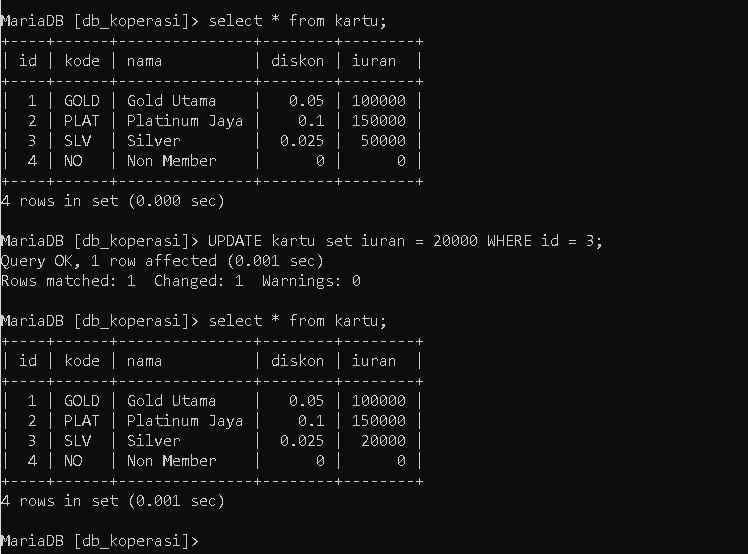 MariaDB [db_koperasi]> select * from kartu;
+----+------+---------------+--------+--------+
| id | kode | nama          | diskon | iuran  |
+----+------+---------------+--------+--------+
|  1 | GOLD | Gold Utama    |   0.05 | 100000 |
|  2 | PLAT | Platinum Jaya |    0.1 | 150000 |
|  3 | SLV  | Silver        |  0.025 |  50000 |
|  4 | NO   | Non Member    |      0 |      0 |
+----+------+---------------+--------+--------+
4 rows in set (0.000 sec)
MariaDB [db_koperasi]> UPDATE kartu set iuran = 20000 WHERE id = 3;
Query OK, 1 row affected (0.001 sec)
Rows matched: 1  Changed: 1  Warnings: 0
MariaDB [db_koperasi]> select * from kartu;
+----+------+---------------+--------+--------+
| id | kode | nama          | diskon | iuran  |
+----+------+---------------+--------+--------+
|  1 | GOLD | Gold Utama    |   0.05 | 100000 |
|  2 | PLAT | Platinum Jaya |    0.1 | 150000 |
|  3 | SLV  | Silver        |  0.025 |  20000 |
|  4 | NO   | Non Member    |      0 |      0 |
+----+------+---------------+--------+--------+
4 rows in set (0.001 sec)
MariaDB [db_koperasi]>